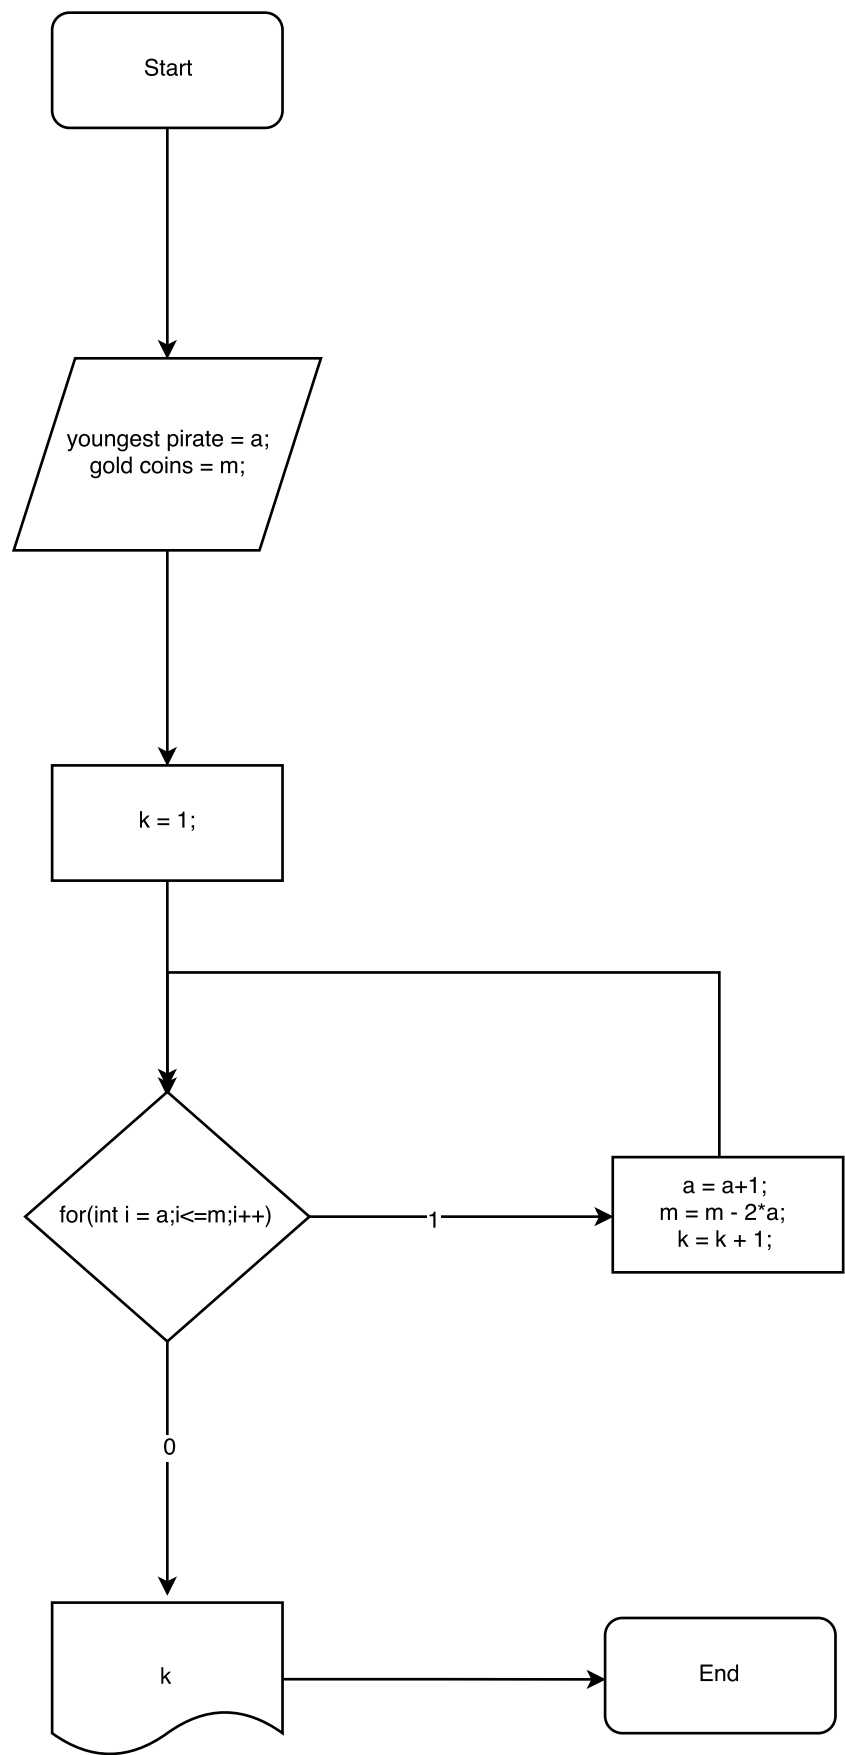 Start
youngest pirate = a;
gold coins = m;
k = 1;
for(int i = a;i<=m;i++)
1
a = a+1;
m = m - 2*a;
k = k + 1;
0
k
End